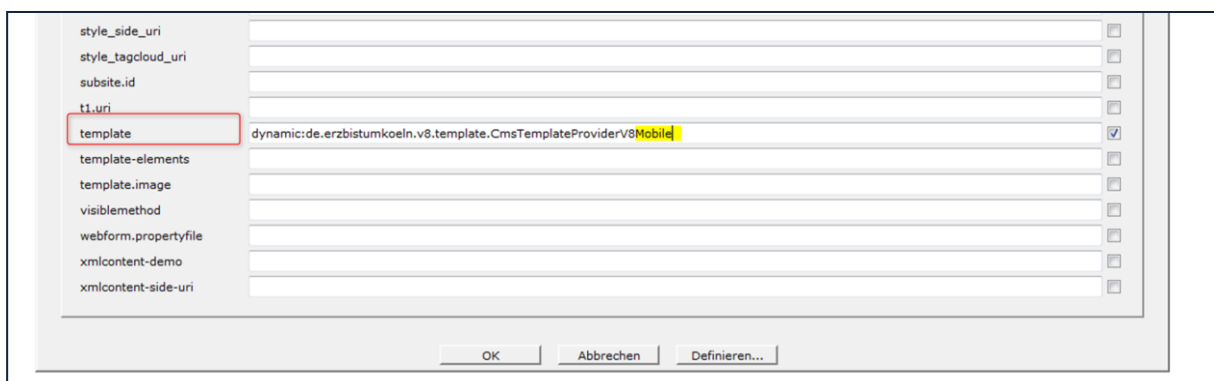 style_side_uri
style_tagcloud_uri
subsite.id
t1.uri
template dynamic:de.erzbistumkoeln.v8.template.CmsTemplateProviderV8Mobile
template-elements
template.image
visiblemethod
webform.propertyfile
xmlcontent-demo
xmlcontent-side-uri
OK Abbrechen Definieren...